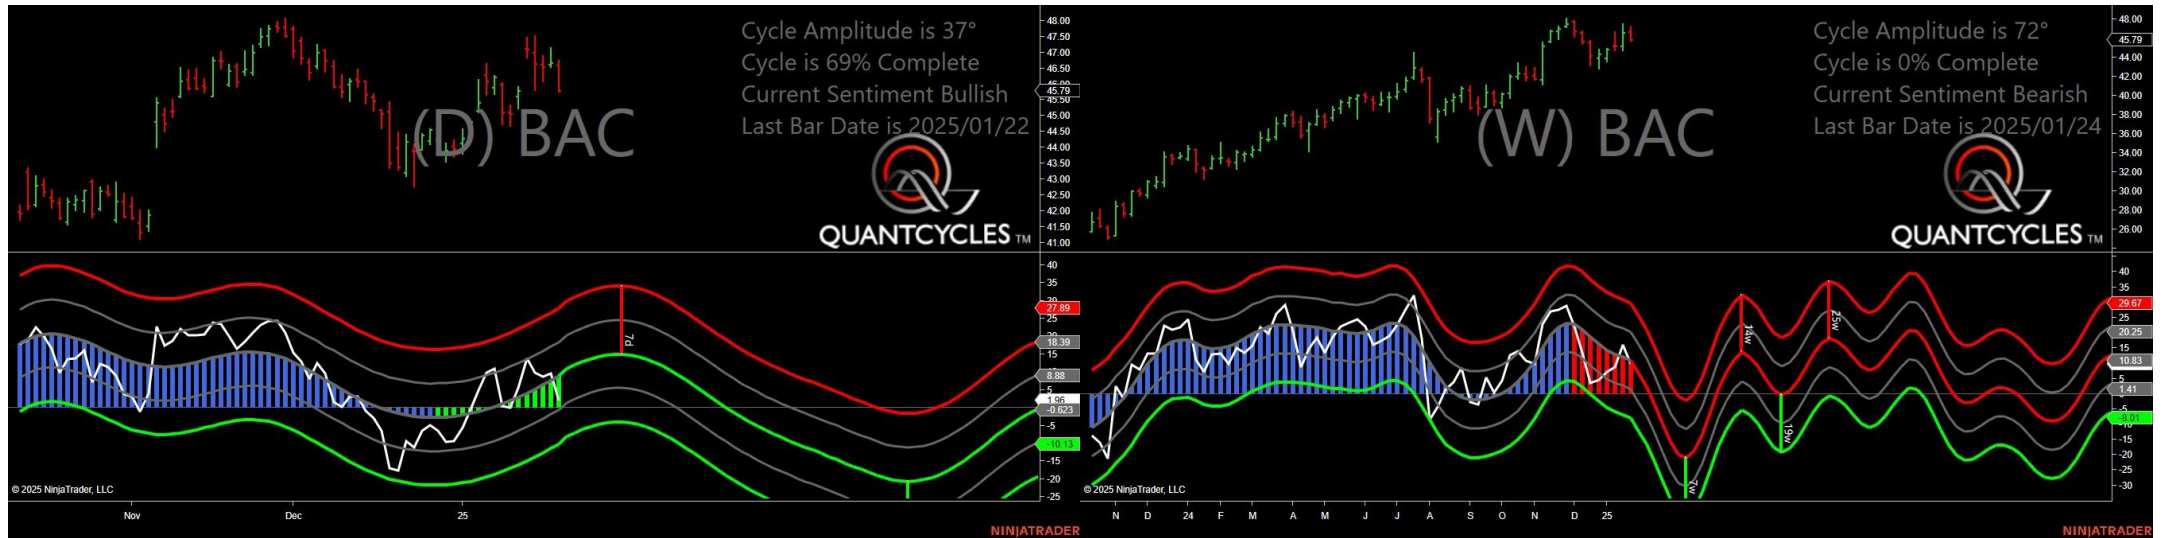 Cycle Amplitude is 37°
Cycle is 69% Complete
Current Sentiment Bullish
Last Bar Date is 2025/01/22
(D) BAC
QUANTCYCLES TM
48.00
47.50
47.00
46.50
45.79
45.50
45.00
44.50
44.00
43.50
43.00
42.50
42.00
41.50
41.00
40
35
27.89
25
18.39
15
8.88
5
1.96
-0.623
-5
-10.13
-15
-20
-25
7d
© 2025 NinjaTrader, LLC
Nov
Dec
25
NINJATRADER
Cycle Amplitude is 72°
Cycle is 0% Complete
Current Sentiment Bearish
Last Bar Date is 2025/01/24
(W) BAC
QUANTCYCLES TM
48.00
45.79
44.00
42.00
40.00
38.00
36.00
34.00
32.00
30.00
28.00
26.00
40
35
29.67
25
20.25
15
10.83
5
1.41
-5
-8.01
-15
-20
-25
-30
14w
25w
19w
7w
© 2025 NinjaTrader, LLC
N
D
24
F
M
A
M
J
J
A
S
O
N
D
25
NINJATRADER